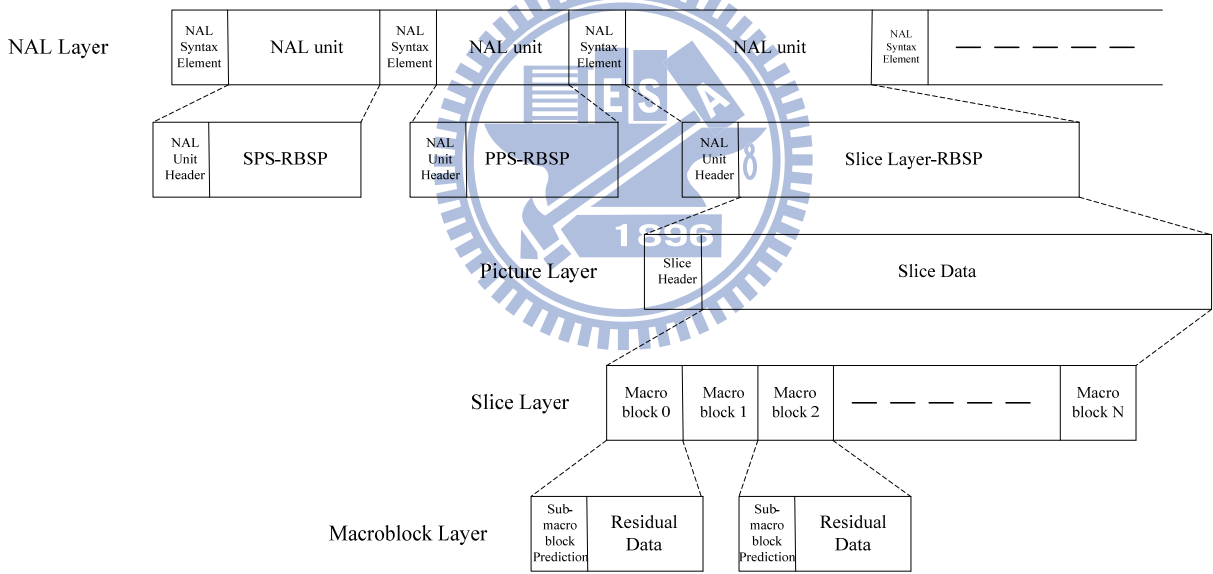 NAL Layer
NAL
Syntax
Element
NAL unit
NAL
Syntax
Element
NAL unit
NAL
Syntax
Element
NAL unit
NAL
Syntax
Element
NAL
Unit
Header
SPS-RBSP
NAL
Unit
Header
PPS-RBSP
NAL
Unit
Header
Slice Layer-RBSP
E S A
8
1896
Picture Layer
Slice
Header
Slice Data
Slice Layer
Macro
block 0
Macro
block 1
Macro
block 2
Macro
block N
Macroblock Layer
Sub-
macro
block
Prediction
Residual
Data
Sub-
macro
block
Prediction
Residual
Data